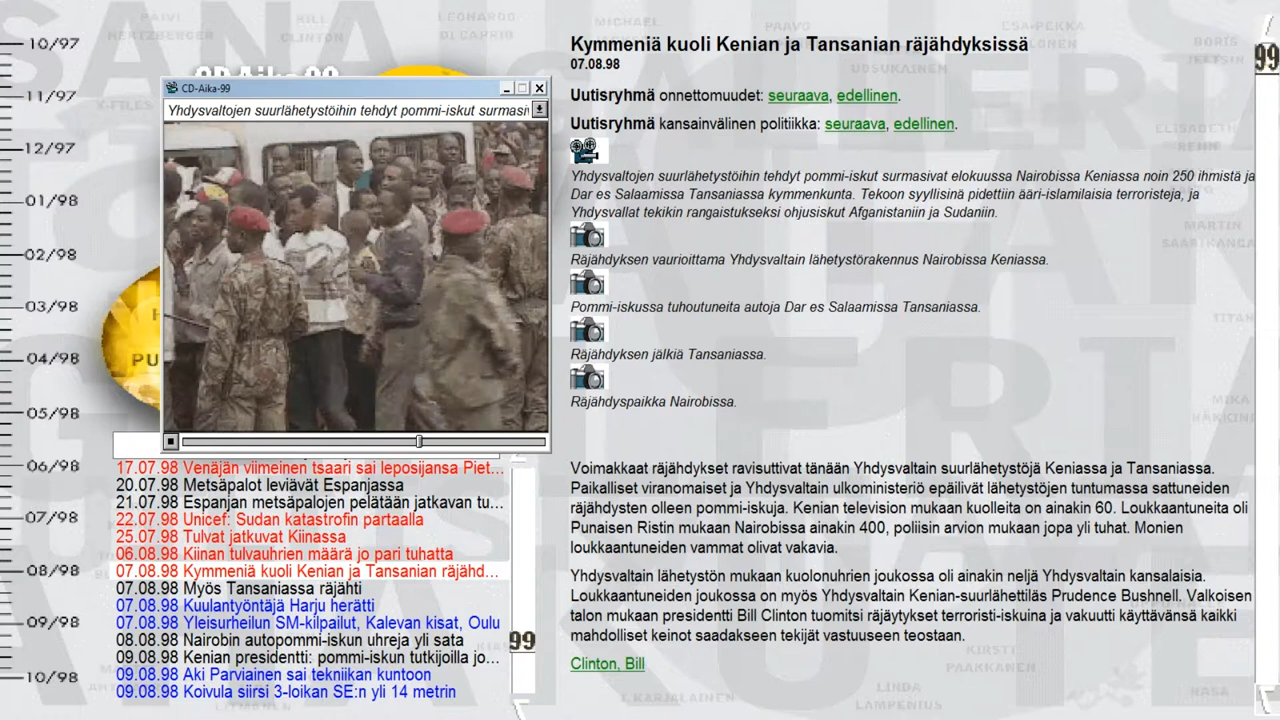 10/97
11/97
12/97
01/98
02/98
03/98
04/98
05/98
06/98
07/98
08/98
09/98
10/98
CD-Aika-99
Yhdysvaltojen suurlähetystöihin tehdyt pommi-iskut
PU
17.07.98 Venäjän viimeinen tsaari sai leposijansa Piet...
20.07.98 Metsäpalot leviävät Espanjassa
21.07.98 Espanjan metsäpalojen pelätään jatkavan tu...
22.07.98 Unicef: Sudan katastrofin partaalla
25.07.98 Tulvat jatkuvat Kiinassa
06.08.98 Kiinan tulvauhrien määrä jo pari tuhatta
07.08.98 Kymmeniä kuoli Kenian ja Tansanian räjähd...
07.08.98 Myös Tansaniassa räjähti
07.08.98 Kuulantyöntäjä Harju herätti
07.08.98 Yleisurheilun SM-kilpailut, Kalevan kisat, Oulu
08.08.98 Nairobin autopommi-iskun uhreja yli sata
09.08.98 Kenian presidentti: pommi-iskun tutkijoilla jo...
09.08.98 Aki Parviainen sai tekniikan kuntoon
09.08.98 Koivula siirsi 3-loikan SE:n yli 14 metrin
99
Kymmeniä kuoli Kenian ja Tansanian räjähdyksissä
07.08.98
Uutisryhmä onnettomuudet: seuraava, edellinen.
Uutisryhmä kansainvälinen politiikka: seuraava, edellinen.
Yhdysvaltojen suurlähetystöihin tehdyt pommi-iskut surmasivat elokuussa Nairobissa Keniassa noin 250 ihmistä ja
Dar es Salaamissa Tansaniassa kymmenkunta. Tekoon syyllisinä pidettiin ääri-islamilaisia terroristeja, ja
Yhdysvallat tekikin rangaistukseksi ohjusiskut Afganistaniin ja Sudaniin.
Räjähdyksen vaurioittama Yhdysvaltain lähetystörakennus Nairobissa Keniassa.
Pommi-iskussa tuhoutuneita autoja Dar es Salaamissa Tansaniassa.
Räjähdyksen jälkiä Tansaniassa.
Räjähdyspaikka Nairobissa.
Voimakkaat räjähdykset ravisuttivat tänään Yhdysvaltain suurlähetystöjä Keniassa ja Tansaniassa.
Paikalliset viranomaiset ja Yhdysvaltain ulkoministeriö epäilivät lähetystöjen tuntumassa sattuneiden
räjähdysten olleen pommi-iskuja. Kenian television mukaan kuolleita on ainakin 60. Loukkaantuneita oli
Punaisen Ristin mukaan Nairobissa ainakin 400, poliisin arvion mukaan jopa yli tuhat. Monien
loukkaantuneiden vammat olivat vakavia.
Yhdysvaltain lähetystön mukaan kuolonuhrien joukossa oli ainakin neljä Yhdysvaltain kansalaisia.
Loukkaantuneiden joukossa on myös Yhdysvaltain Kenian-suurlähettiläs Prudence Bushnell. Valkoisen
talon mukaan presidentti Bill Clinton tuomitsi räjäytykset terroristi-iskuina ja vakuutti käyttävänsä kaikki
mahdolliset keinot saadakseen tekijät vastuuseen teostaan.
Clinton, Bill
99